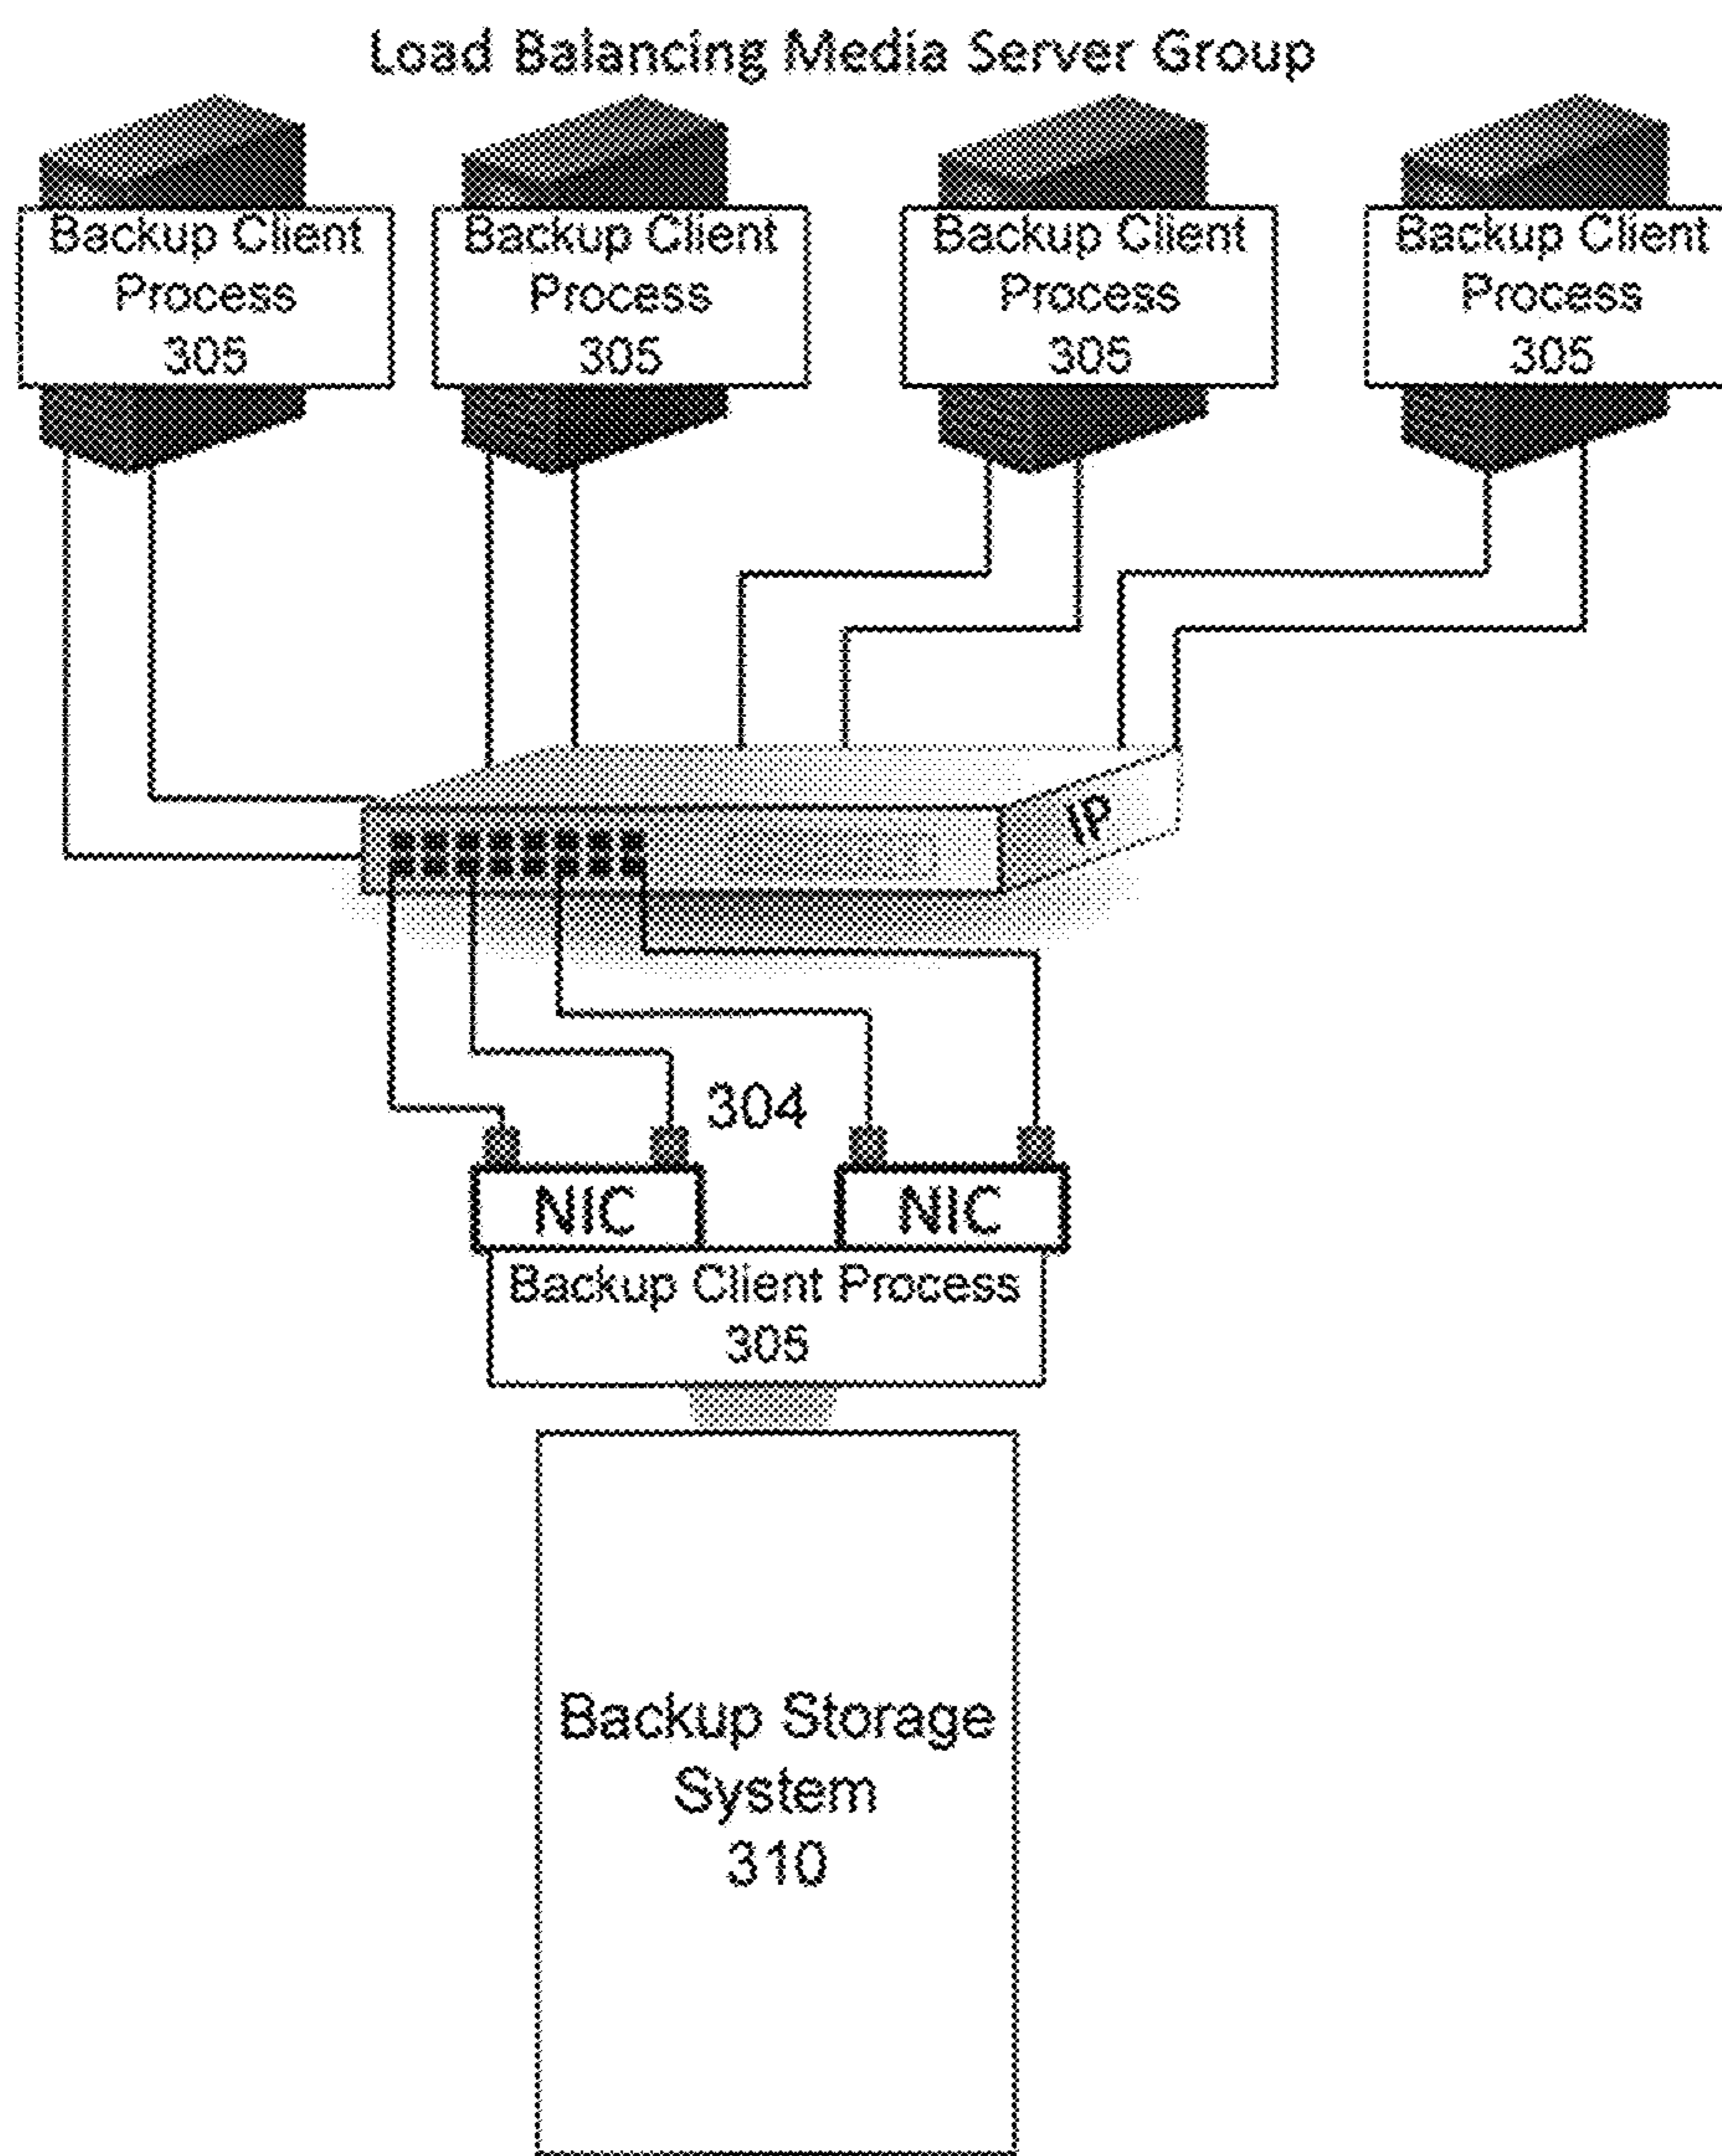 Load Balancing Media Server Group
Backup Client
Process
305
Backup Client
Process
305
Backup Client
Process
305
Backup Client
Process
305
IP
304
NIC
NIC
Backup Client Process
305
Backup Storage
System
310